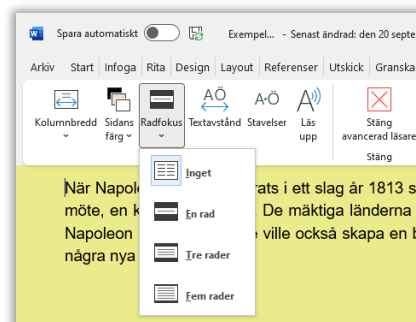 Spara automatiskt Exempel... - Senast ändrad: den 20 septe
Arkiv Start Infoga Rita Design Layout Referenser Utskick Granska
Kolumnbredd Sidans färg Radfokus Textavstånd Stavelser Läs upp Stäng avancerad läsare
Stäng
Inget
En rad
Tre rader
Fem rader
När Napole rats i ett slag år 1813 s
möte, en k . De mäktiga länderna
Napoleon ville också skapa en b
några nya